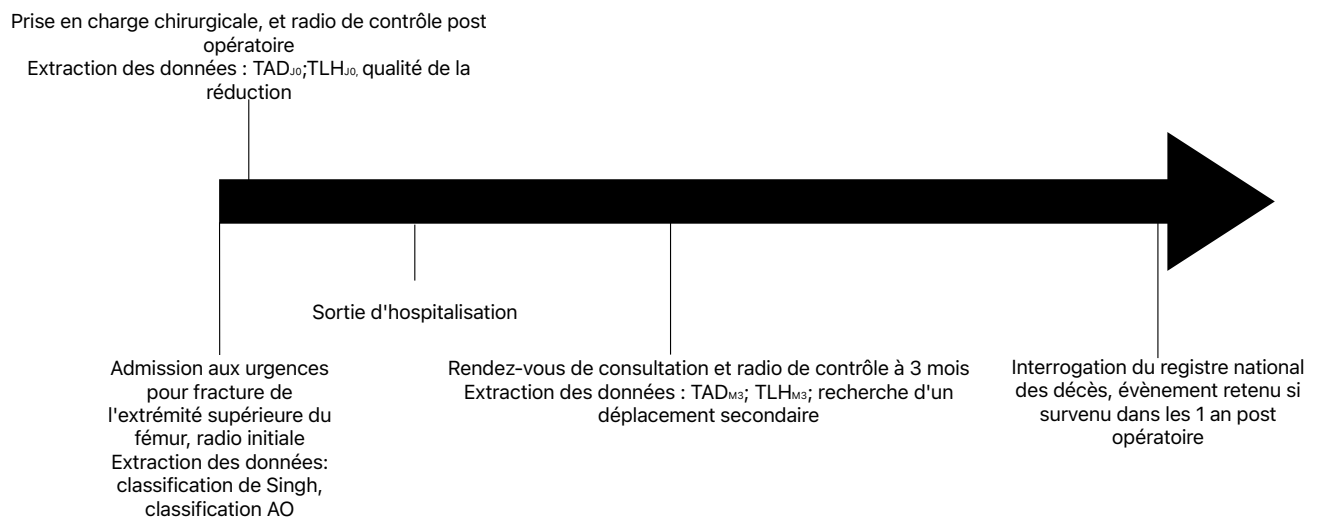 Prise en charge chirurgicale, et radio de contrôle post
opératoire
Extraction des données : TADJ0;TLHJ0, qualité de la
réduction
Sortie d'hospitalisation
Admission aux urgences
pour fracture de
l'extrémité supérieure du
fémur, radio initiale
Extraction des données:
classification de Singh,
classification AO
Rendez-vous de consultation et radio de contrôle à 3 mois
Extraction des données : TADM3; TLHM3; recherche d'un
déplacement secondaire
Interrogation du registre national
des décès, évènement retenu si
survenu dans les 1 an post
opératoire